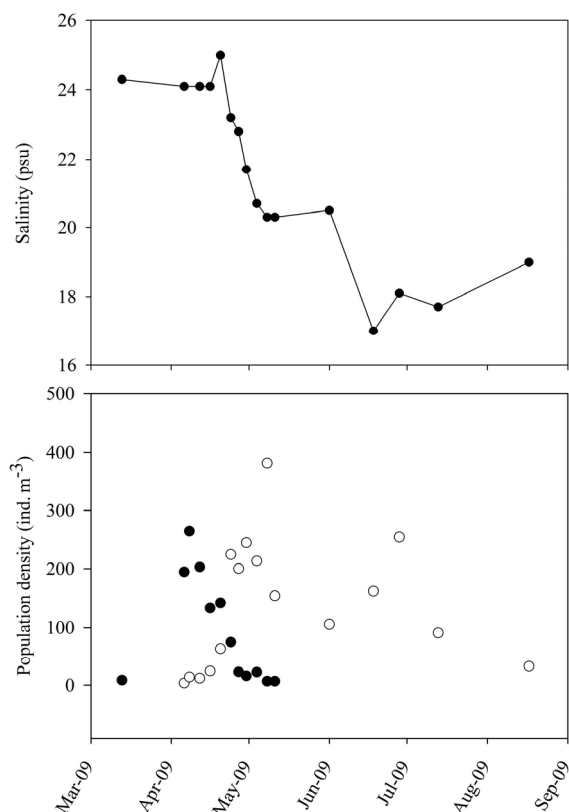 26
24
22
20
18
16
Salinity (psu)
500
400
300
200
100
0
Population density (ind. m-3)
Mar-09
Apr-09
May-09
Jun-09
Jul-09
Aug-09
Sep-09